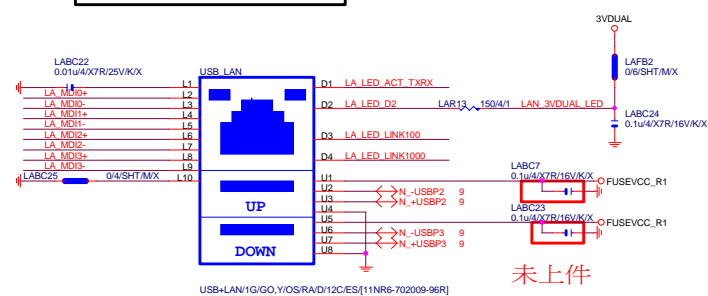 3VDUAL
LAFB2
0/6/SHT/M/X
LABC22
0.01u/4/X7R/25V/K/X
USB_LAN
L1
L2
L3
L4
L5
L6
L7
L8
L9
L10
LA_MDI0+
LA_MDI0-
LA_MDI1+
LA_MDI1-
LA_MDI2+
LA_MDI2-
LA_MDI3+
LA_MDI3-
LABC25
0/4/SHT/M/X
D1 LA_LED_ACT_TXRX
D2 LA_LED_D2 LAR13 150/4/1 LAN_3VDUAL_LED
LABC24
0.1u/4/X7R/16V/K/X
D3 LA_LED_LINK100
D4 LA_LED_LINK1000
LABC7
0.1u/4/X7R/16V/K/X
U1 FUSEVCC_R1
U2 N_-USBP2 9
U3 N_+USBP2 9
U4
LABC23
0.1u/4/X7R/16V/K/X
U5 FUSEVCC_R1
U6 N_-USBP3 9
U7 N_+USBP3 9
U8
UP
DOWN
未上件
USB+LAN/1G/GO,Y/OS/RA/D/12C/ES/[11NR6-702009-96R]